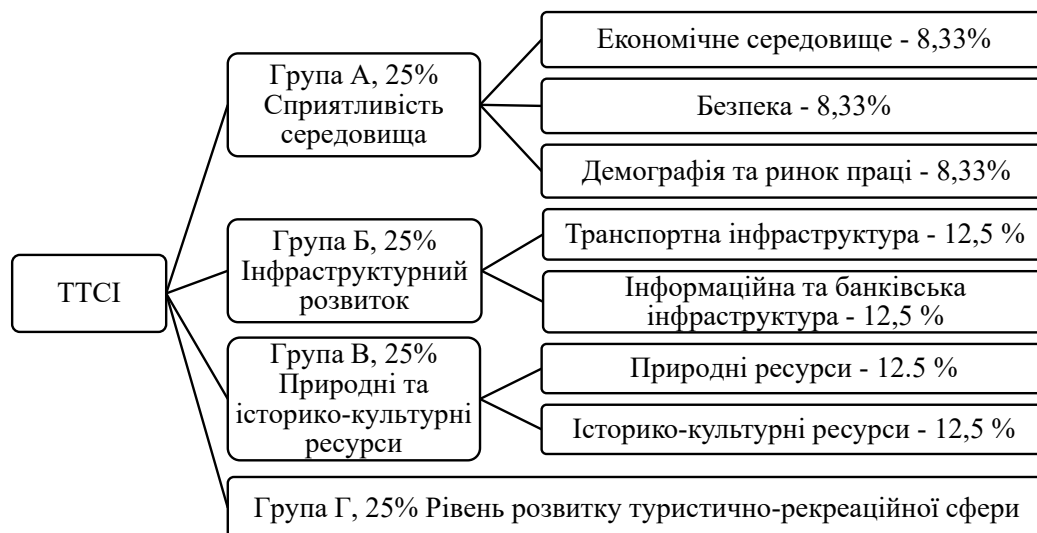 ТТСІ
Група А, 25%
Сприятливість
середовища
Економічне середовище - 8,33%
Безпека - 8,33%
Демографія та ринок праці - 8,33%
Група Б, 25%
Інфраструктурний
розвиток
Транспортна інфраструктура - 12,5 %
Інформаційна та банківська
інфраструктура - 12,5 %
Група В, 25%
Природні та
історико-культурні
ресурси
Природні ресурси - 12.5 %
Історико-культурні ресурси - 12,5 %
Група Г, 25% Рівень розвитку туристично-рекреаційної сфери